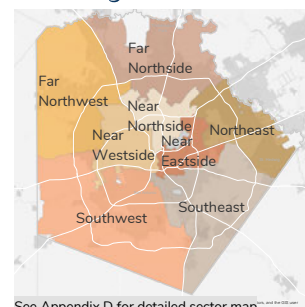 Far
Northside
Far
Northwest
Near
Northside
Near
Westside
Near
Eastside
Northeast
Southeast
Southwest
See Appendix D for detailed sector map